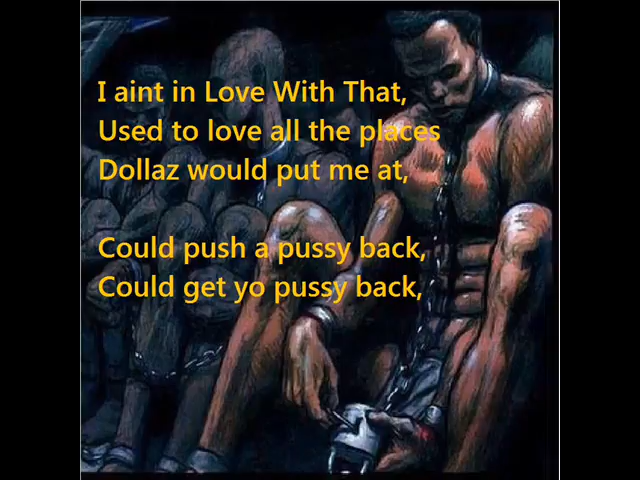 I aint in Love With That,
Used to love all the places
Dollaz would put me at,
Could push a pussy back,
Could get yo pussy back,